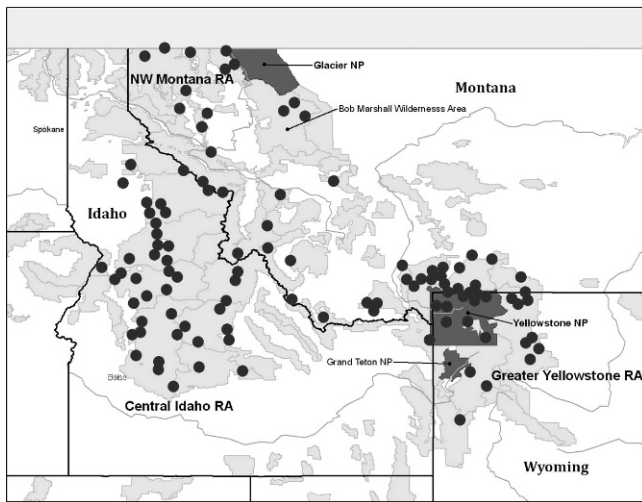 Glacier NP
NW Montana RA
Montana
Bob Marshall Wildernesss Area
Spokane
Idaho
Yellowstone NP
Grand Teton NP
Greater Yellowstone RA
Boise
Central Idaho RA
Wyoming